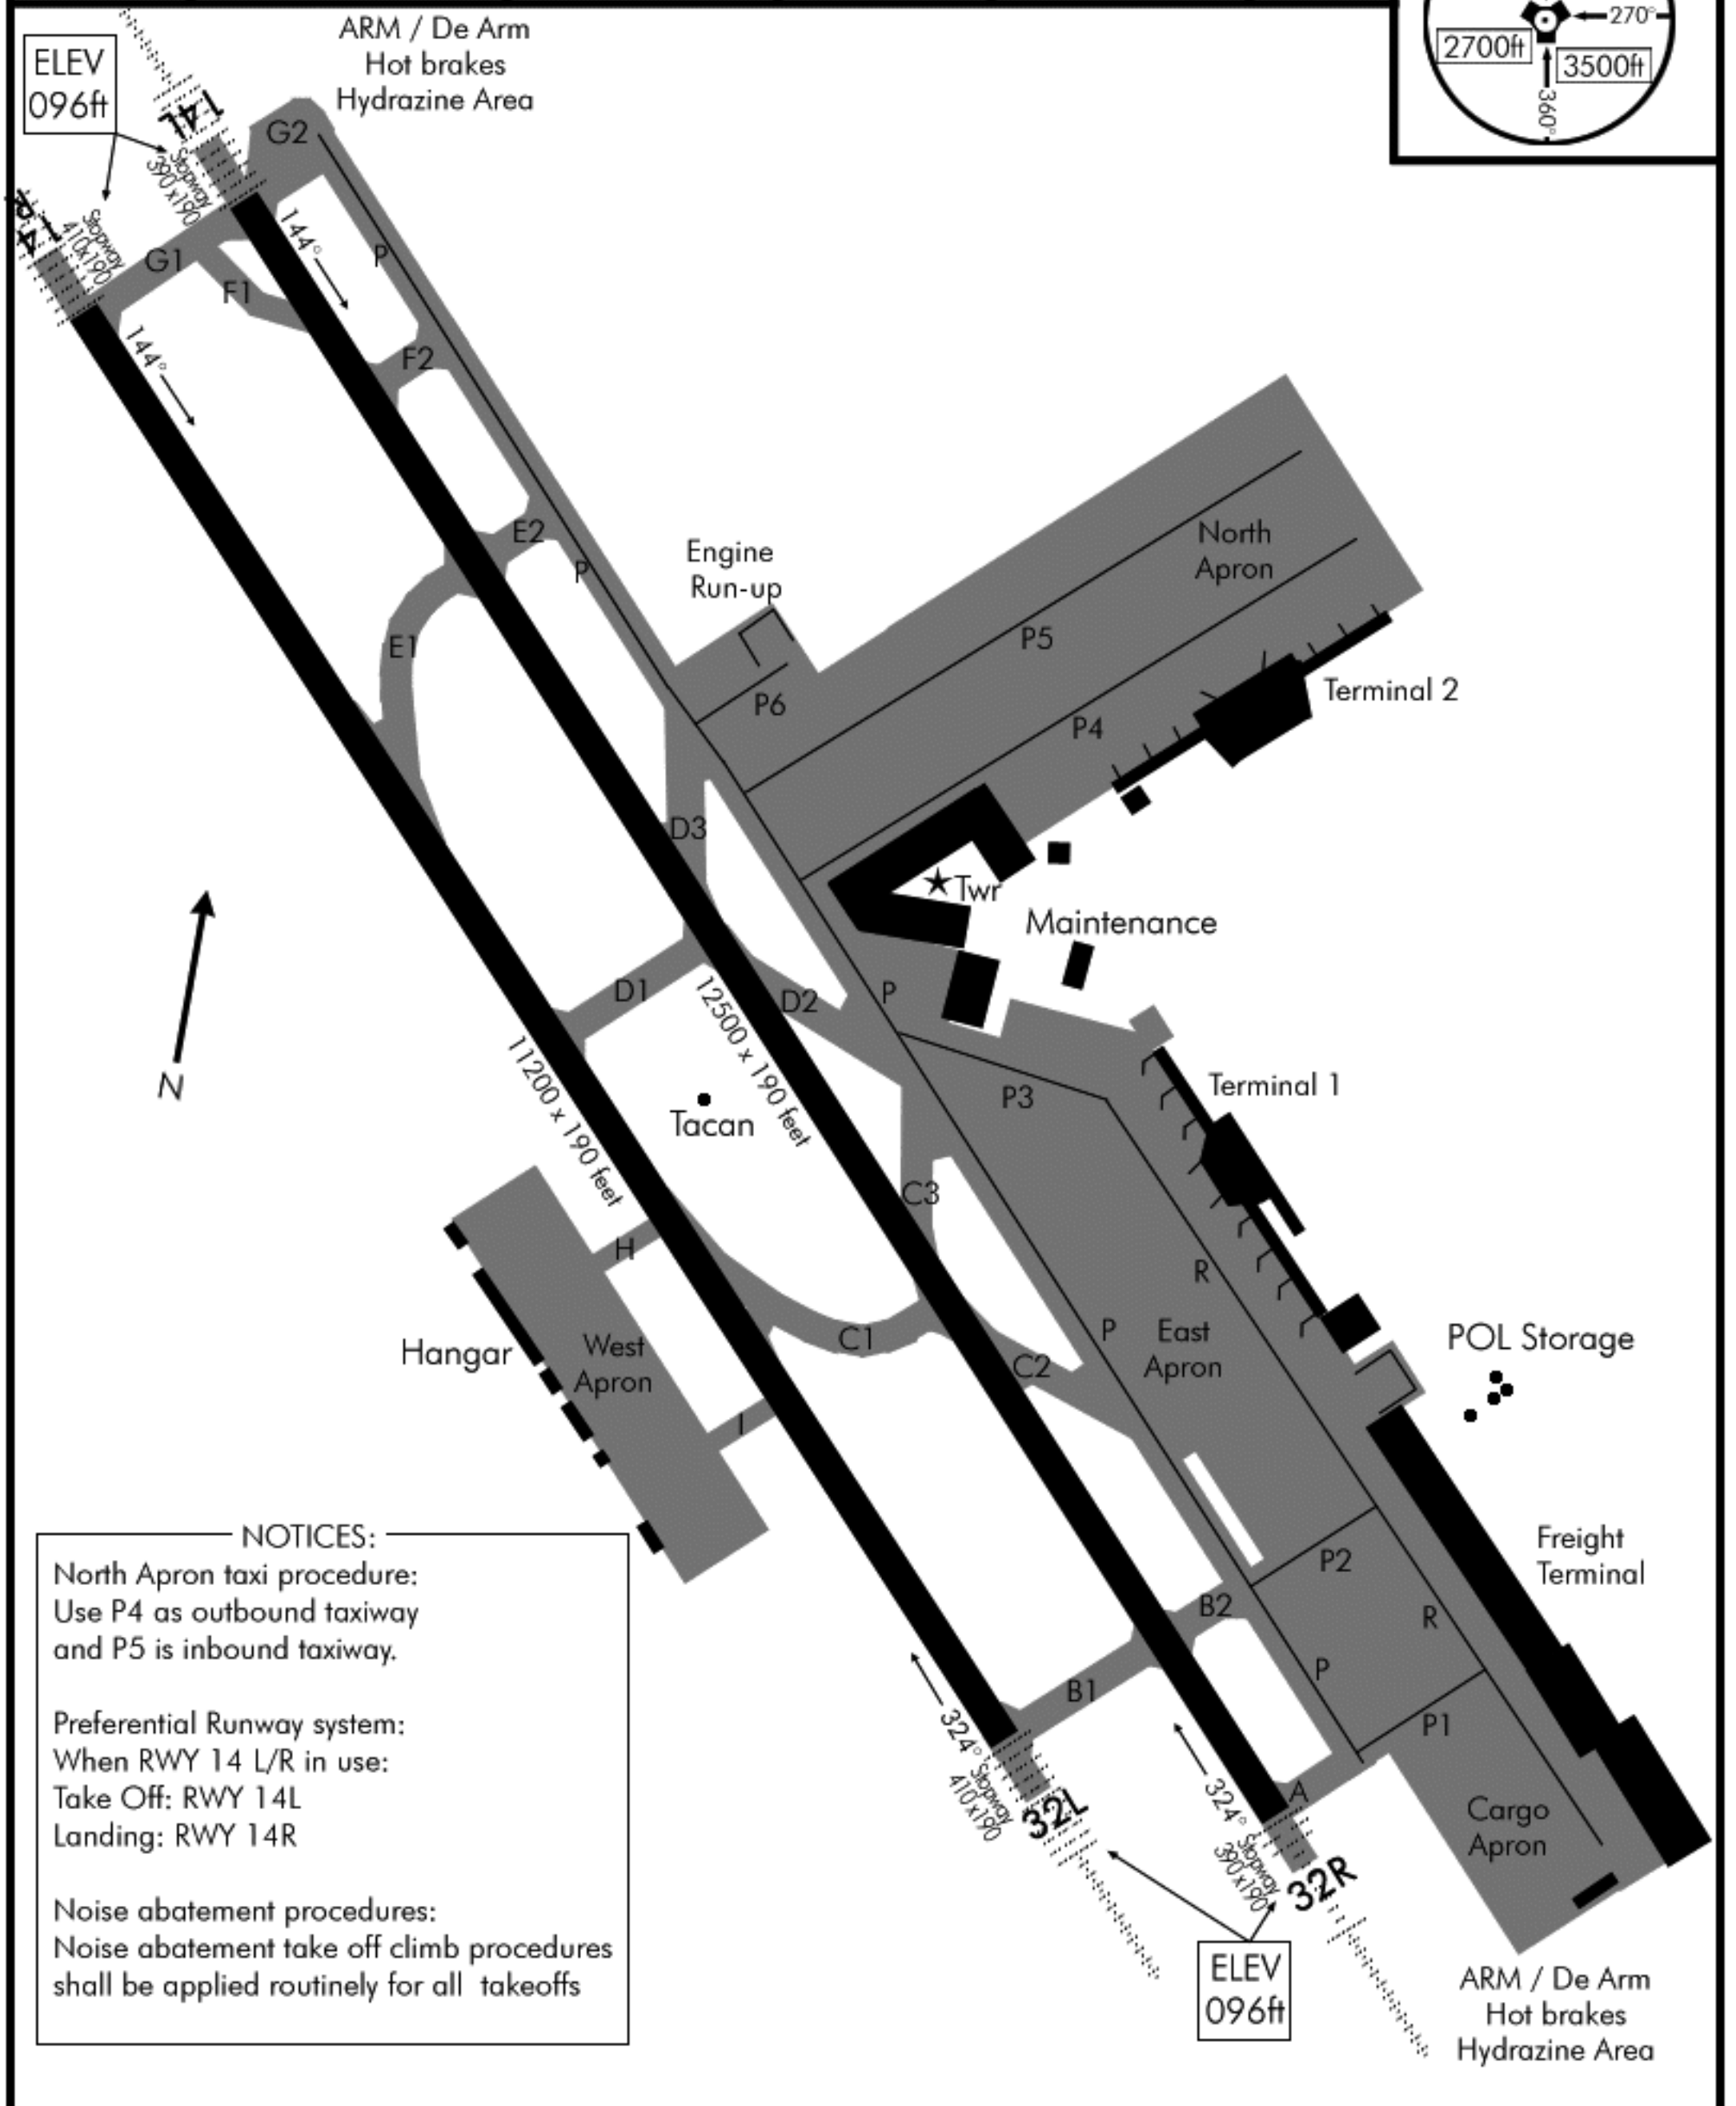 ARM / De Arm
Hot brakes
Hydrazine Area
270°
2700ft
3500ft
360°
ELEV
096ft
14L
Stopway
390x190
14R
Stopway
410x190
G2
G1
F1
144°
144°
P
F2
E2
P
E1
Engine
Run-up
North
Apron
P5
P6
P4
Terminal 2
D3
Twr
Maintenance
D1
D2
P
12500 x 190 feet
11200 x 190 feet
N
Tacan
P3
Terminal 1
C3
H
R
C1
C2
P
East
Apron
POL Storage
Hangar
West
Apron
I
Freight
Terminal
P2
B2
R
B1
P
P1
324°
Stopway
410x190
32L
324°
Stopway
390x190
32R
A
Cargo
Apron
ELEV
096ft
ARM / De Arm
Hot brakes
Hydrazine Area
NOTICES:
North Apron taxi procedure:
Use P4 as outbound taxiway
and P5 is inbound taxiway.
Preferential Runway system:
When RWY 14 L/R in use:
Take Off: RWY 14L
Landing: RWY 14R
Noise abatement procedures:
Noise abatement take off climb procedures
shall be applied routinely for all takeoffs